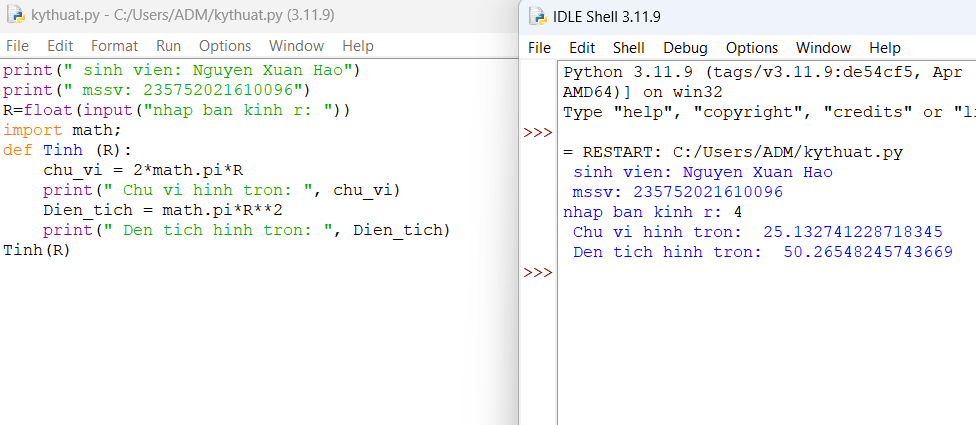 kythuat.py - C:/Users/ADM/kythuat.py (3.11.9)
File Edit Format Run Options Window Help
print(" sinh vien: Nguyen Xuan Hao")
print(" mssv: 235752021610096")
R=float(input("nhap ban kinh r: "))
import math;
def Tinh (R):
    chu_vi = 2*math.pi*R
    print(" Chu vi hinh tron: ", chu_vi)
    Dien_tich = math.pi*R**2
    print(" Den tich hinh tron: ", Dien_tich)
Tinh(R)
IDLE Shell 3.11.9
File Edit Shell Debug Options Window Help
Python 3.11.9 (tags/v3.11.9:de54cf5, Apr
AMD64)] on win32
Type "help", "copyright", "credits" or "li
>>>
= RESTART: C:/Users/ADM/kythuat.py
 sinh vien: Nguyen Xuan Hao
 mssv: 235752021610096
nhap ban kinh r: 4
 Chu vi hinh tron:  25.132741228718345
 Den tich hinh tron:  50.26548245743669
>>>